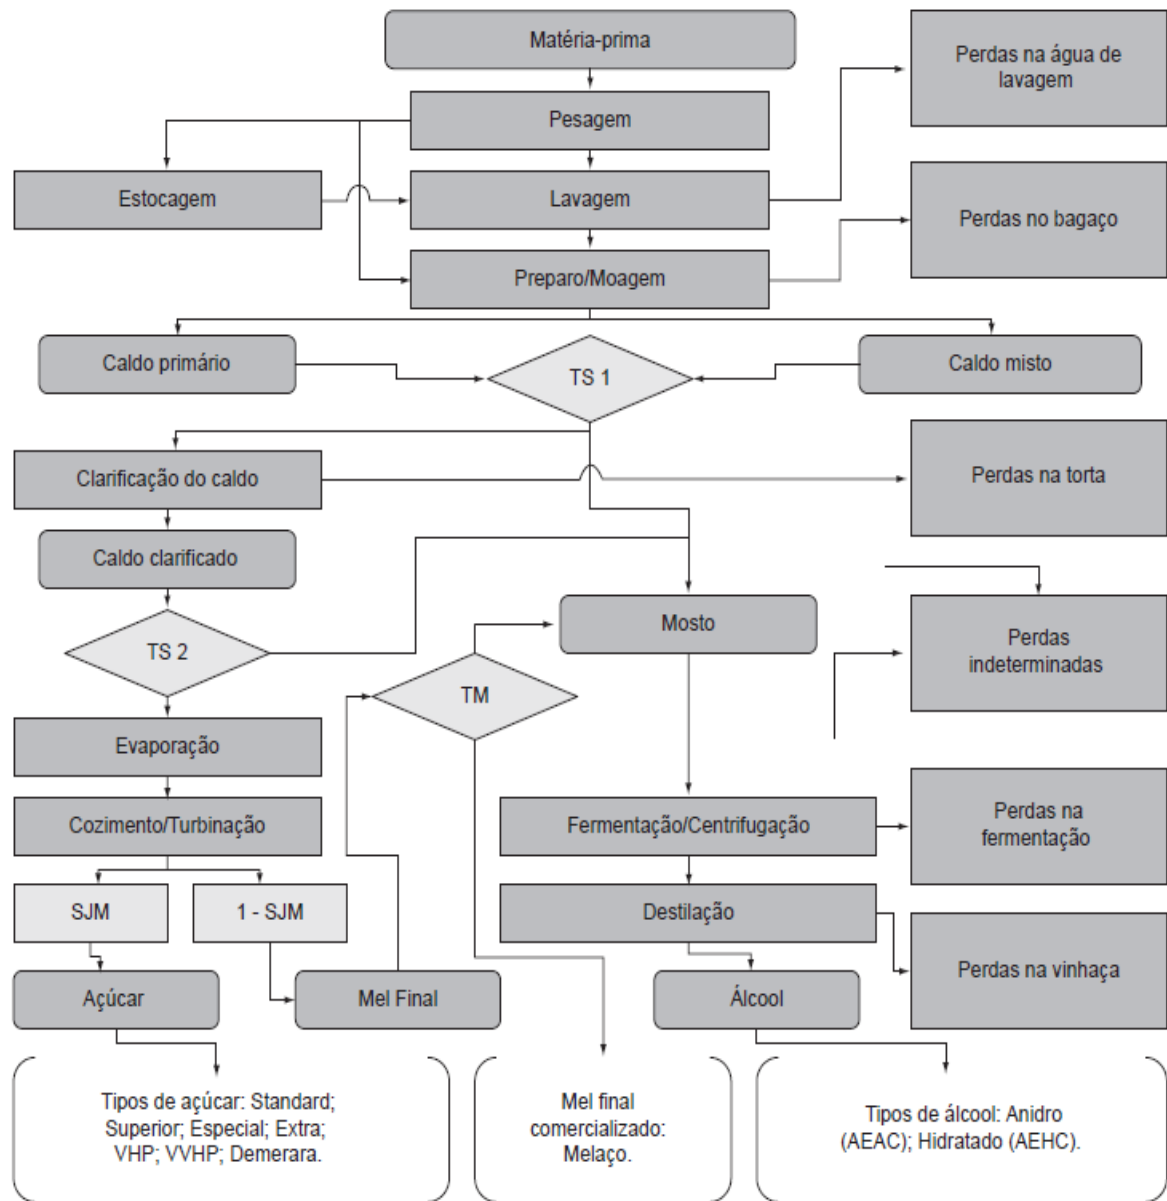 Matéria-prima
Perdas na água de
lavagem
Pesagem
Estocagem
Lavagem
Perdas no bagaço
Preparo/Moagem
Caldo primário
TS 1
Caldo misto
Clarificação do caldo
Perdas na torta
Caldo clarificado
Mosto
Perdas
indeterminadas
TS 2
TM
Evaporação
Cozimento/Turbinação
Fermentação/Centrifugação
Perdas na
fermentação
SJM
1 - SJM
Destilação
Perdas na vinhaça
Açúcar
Mel Final
Álcool
Tipos de açúcar: Standard;
Superior; Especial; Extra;
VHP; VVHP; Demerara.
Mel final
comercializado:
Melaço.
Tipos de álcool: Anidro
(AEAC); Hidratado (AEHC).